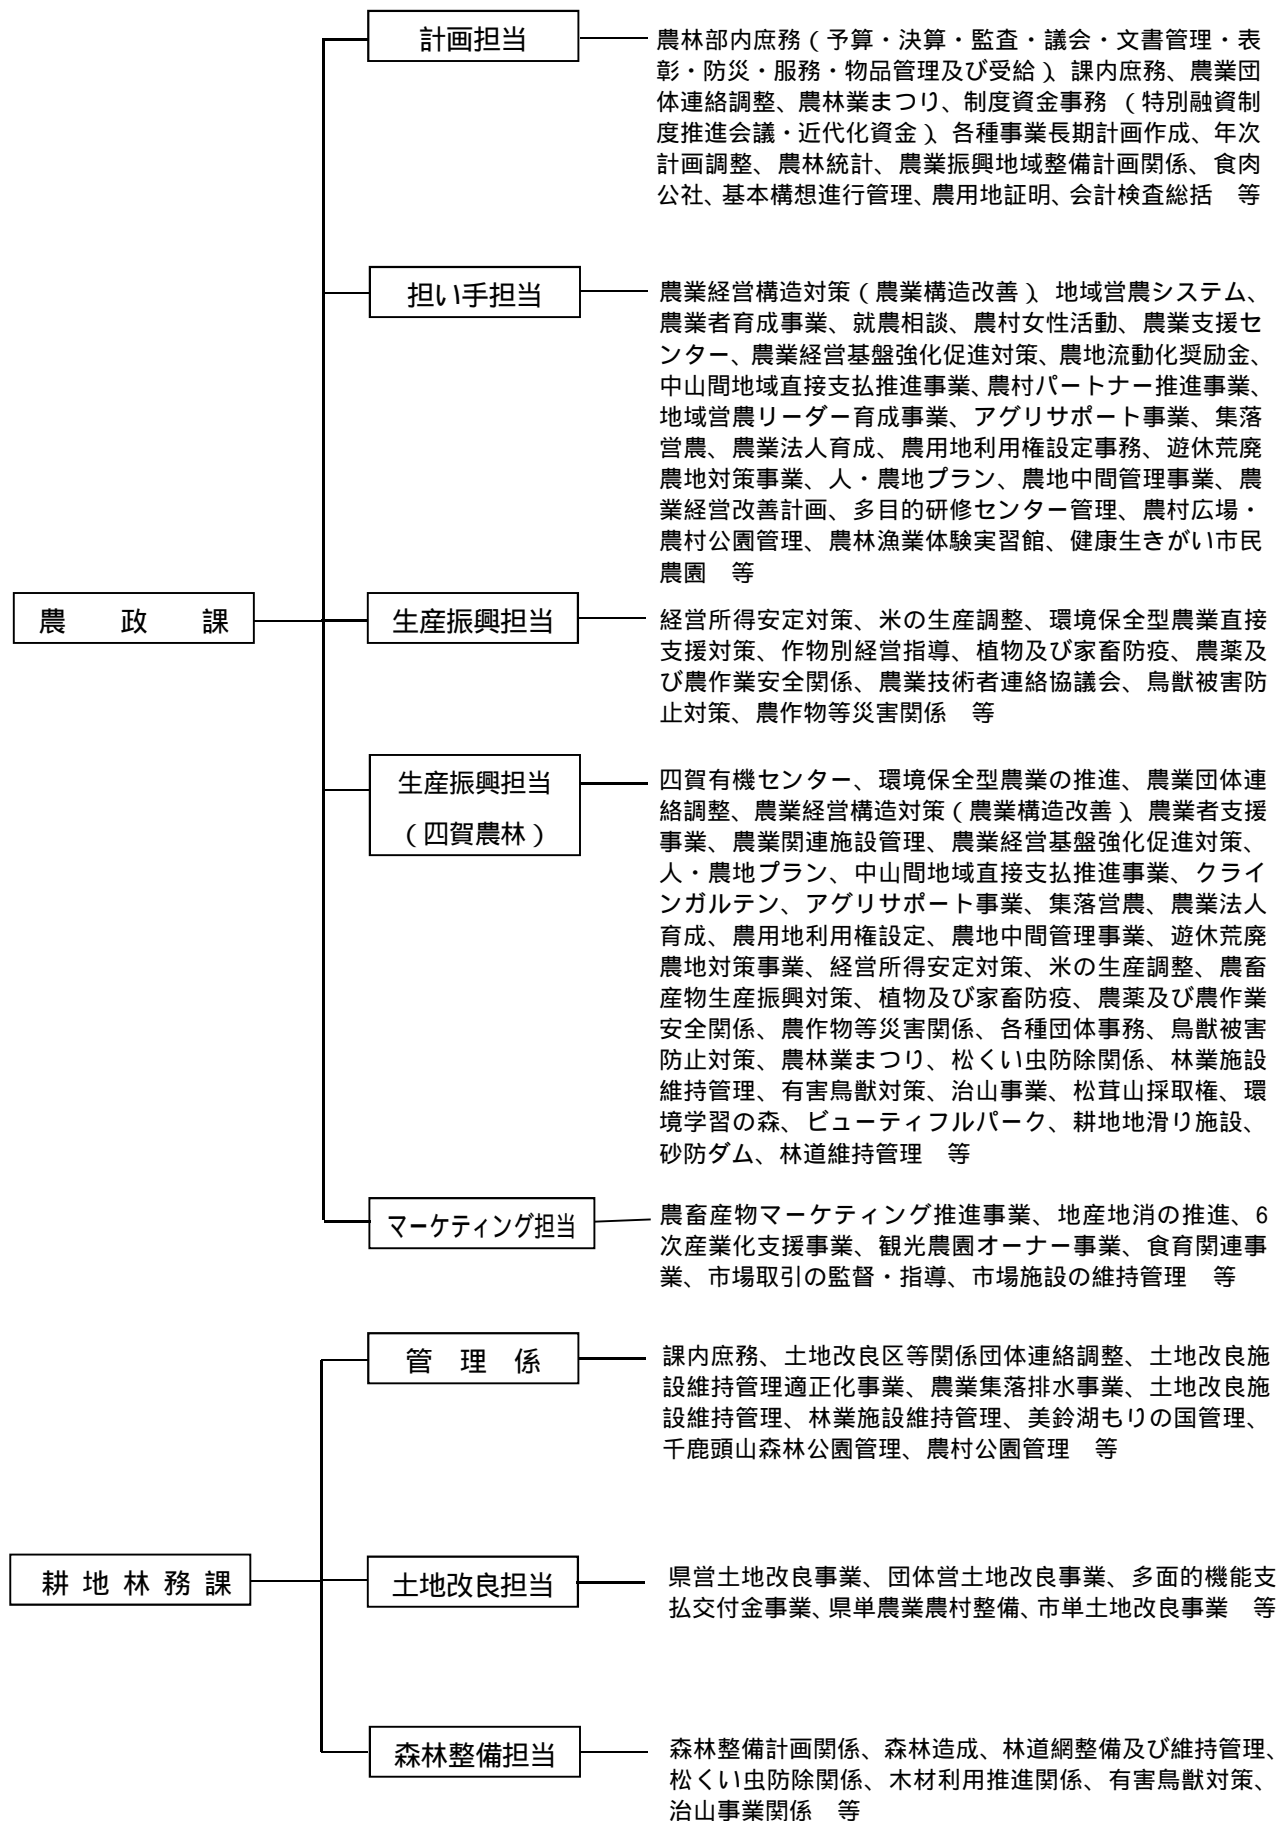 計画担当
農林部内庶務（予算・決算・監査・議会・文書管理・表
彰・防災・服務・物品管理及び受給）、課内庶務、農業団
体連絡調整、農林業まつり、制度資金事務　（特別融資制
度推進会議・近代化資金）、各種事業長期計画作成、年次
計画調整、農林統計、農業振興地域整備計画関係、食肉
公社、基本構想進行管理、農用地証明、会計検査総括　等
担い手担当
農業経営構造対策（農業構造改善）、地域営農システム、
農業者育成事業、就農相談、農村女性活動、農業支援セ
ンター、農業経営基盤強化促進対策、農地流動化奨励金、
中山間地域直接支払推進事業、農村パートナー推進事業、
地域営農リーダー育成事業、アグリサポート事業、集落
営農、農業法人育成、農用地利用権設定事務、遊休荒廃
農地対策事業、人・農地プラン、農地中間管理事業、農
業経営改善計画、多目的研修センター管理、農村広場・
農村公園管理、農林漁業体験実習館、健康生きがい市民
農園　等
農　政　課
生産振興担当
経営所得安定対策、米の生産調整、環境保全型農業直接
支援対策、作物別経営指導、植物及び家畜防疫、農薬及
び農作業安全関係、農業技術者連絡協議会、鳥獣被害防
止対策、農作物等災害関係　等
生産振興担当
（四賀農林）
四賀有機センター、環境保全型農業の推進、農業団体連
絡調整、農業経営構造対策（農業構造改善）、農業者支援
事業、農業関連施設管理、農業経営基盤強化促進対策、
人・農地プラン、中山間地域直接支払推進事業、クライ
ンガルテン、アグリサポート事業、集落営農、農業法人
育成、農用地利用権設定、農地中間管理事業、遊休荒廃
農地対策事業、経営所得安定対策、米の生産調整、農畜
産物生産振興対策、植物及び家畜防疫、農薬及び農作業
安全関係、農作物等災害関係、各種団体事務、鳥獣被害
防止対策、農林業まつり、松くい虫防除関係、林業施設
維持管理、有害鳥獣対策、治山事業、松茸山採取権、環
境学習の森、ビューティフルパーク、耕地地滑り施設、
砂防ダム、林道維持管理　等
マーケティング担当
農畜産物マーケティング推進事業、地産地消の推進、6
次産業化支援事業、観光農園オーナー事業、食育関連事
業、市場取引の監督・指導、市場施設の維持管理　等
管　理　係
課内庶務、土地改良区等関係団体連絡調整、土地改良施
設維持管理適正化事業、農業集落排水事業、土地改良施
設維持管理、林業施設維持管理、美鈴湖もりの国管理、
千鹿頭山森林公園管理、農村公園管理　等
耕地林務課
土地改良担当
県営土地改良事業、団体営土地改良事業、多面的機能支
払交付金事業、県単農業農村整備、市単土地改良事業　等
森林整備担当
森林整備計画関係、森林造成、林道網整備及び維持管理、
松くい虫防除関係、木材利用推進関係、有害鳥獣対策、
治山事業関係　等